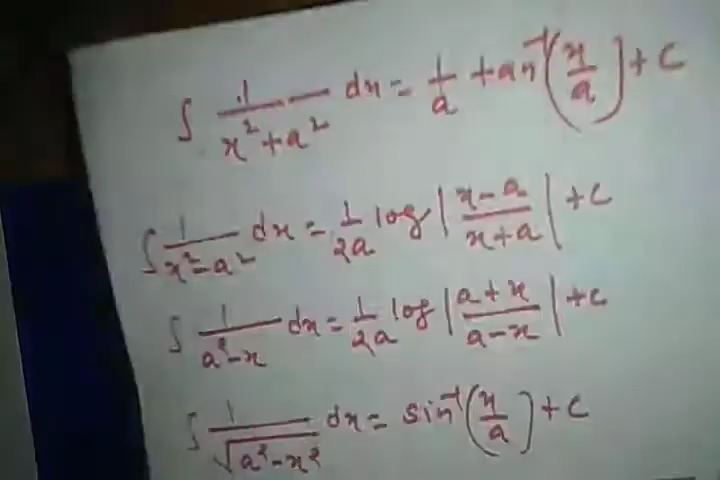 ∫ 1/(x²+a²) dx = 1/a tan⁻¹(x/a) + c
∫ 1/(x²-a²) dx = 1/2a log |(x-a)/(x+a)| + c
∫ 1/(a²-x) dx = 1/2a log |(a+x)/(a-x)| + c
∫ 1/√(a²-x²) dx = sin⁻¹(x/a) + c